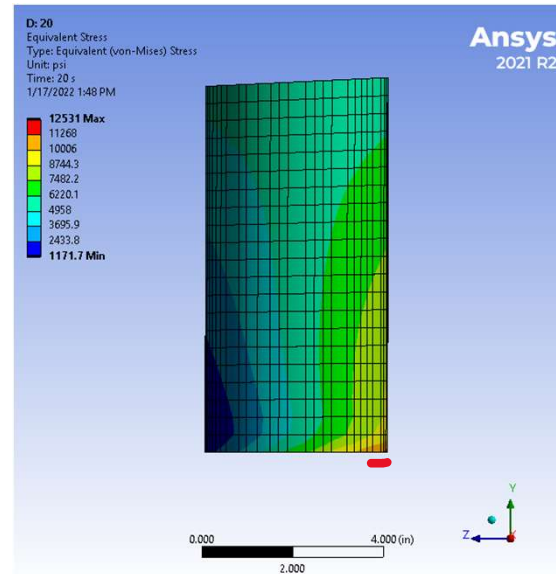 D: 20
Equivalent Stress
Type: Equivalent (von-Mises) Stress
Unit: psi
Time: 20 s
1/17/2022 1:48 PM
12531 Max
11268
10006
8744.3
7482.2
6220.1
4958
3695.9
2433.8
1171.7 Min
Ansys
2021 R2
0.000
4.000 (in)
2.000
Y
Z
X